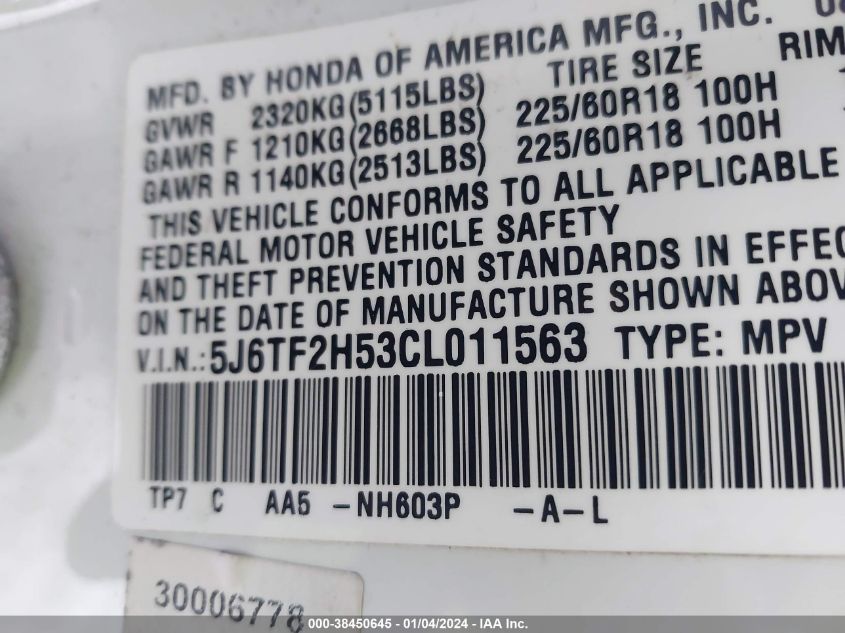 MFD. BY HONDA OF AMERICA MFG., INC.
GVWR 2320KG(5115LBS) TIRE SIZE RIM
GAWR F 1210KG(2668LBS) 225/60R18 100H
GAWR R 1140KG(2513LBS) 225/60R18 100H
THIS VEHICLE CONFORMS TO ALL APPLICABLE
FEDERAL MOTOR VEHICLE SAFETY
AND THEFT PREVENTION STANDARDS IN EFFEC
ON THE DATE OF MANUFACTURE SHOWN ABOV
V.I.N.: 5J6TF2H53CL011563 TYPE: MPV
TP7 C AA5 -NH603P -A-L
30006778
000-38450645 - 01/04/2024 - IAA Inc.